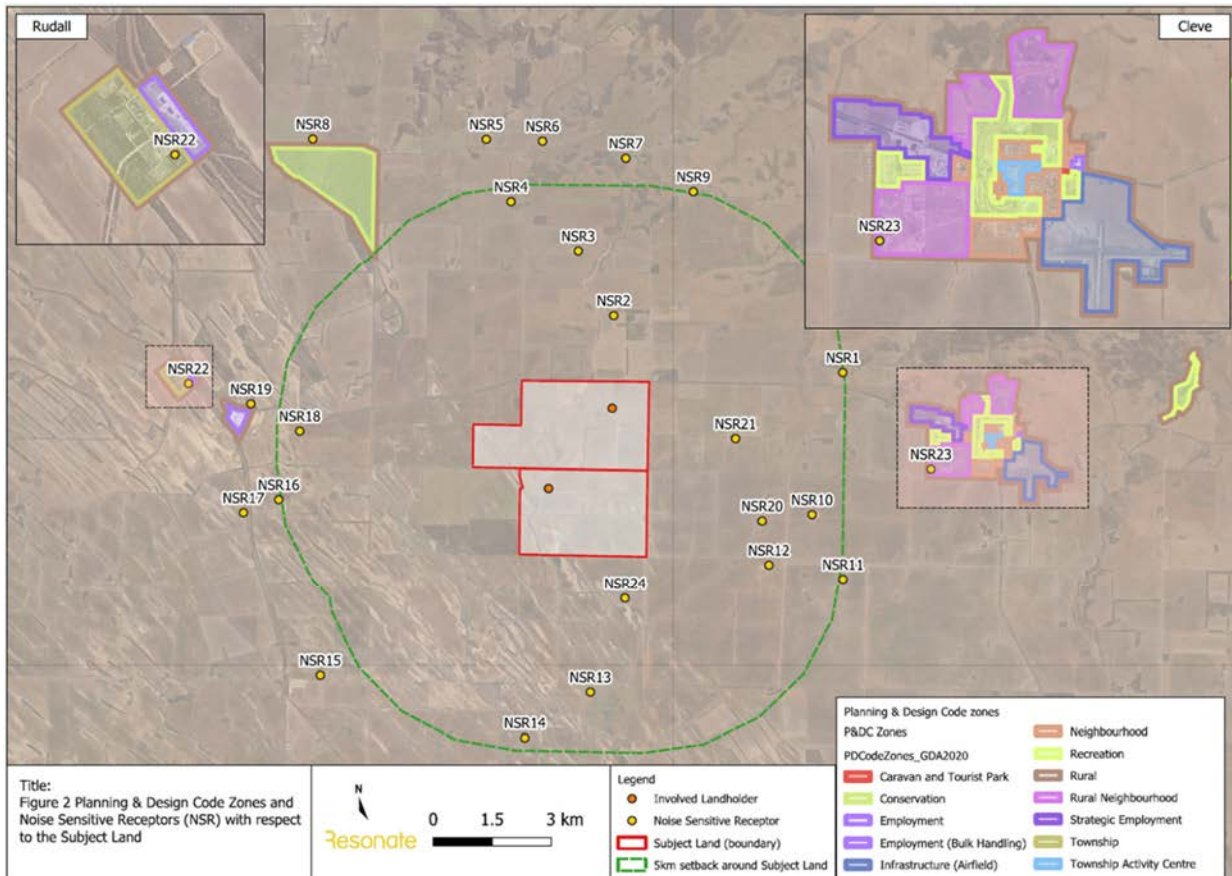 Rudall
Cleve
NSR22
NSR8
NSR5
NSR6
NSR7
NSR9
NSR4
NSR3
NSR23
NSR2
NSR1
NSR22
NSR19
NSR18
NSR21
NSR23
NSR16
NSR17
NSR20
NSR10
NSR12
NSR11
NSR24
NSR15
NSR13
NSR14
Title:
Figure 2 Planning & Design Code Zones and
Noise Sensitive Receptors (NSR) with respect
to the Subject Land
N
Resonate
0 1.5 3 km
Legend
Involved Landholder
Noise Sensitive Receptor
Subject Land (boundary)
5km setback around Subject Land
Planning & Design Code zones
P&DC Zones
PDCodeZones_GDA2020
Caravan and Tourist Park
Conservation
Employment
Employment (Bulk Handling)
Infrastructure (Airfield)
Neighbourhood
Recreation
Rural
Rural Neighbourhood
Strategic Employment
Township
Township Activity Centre